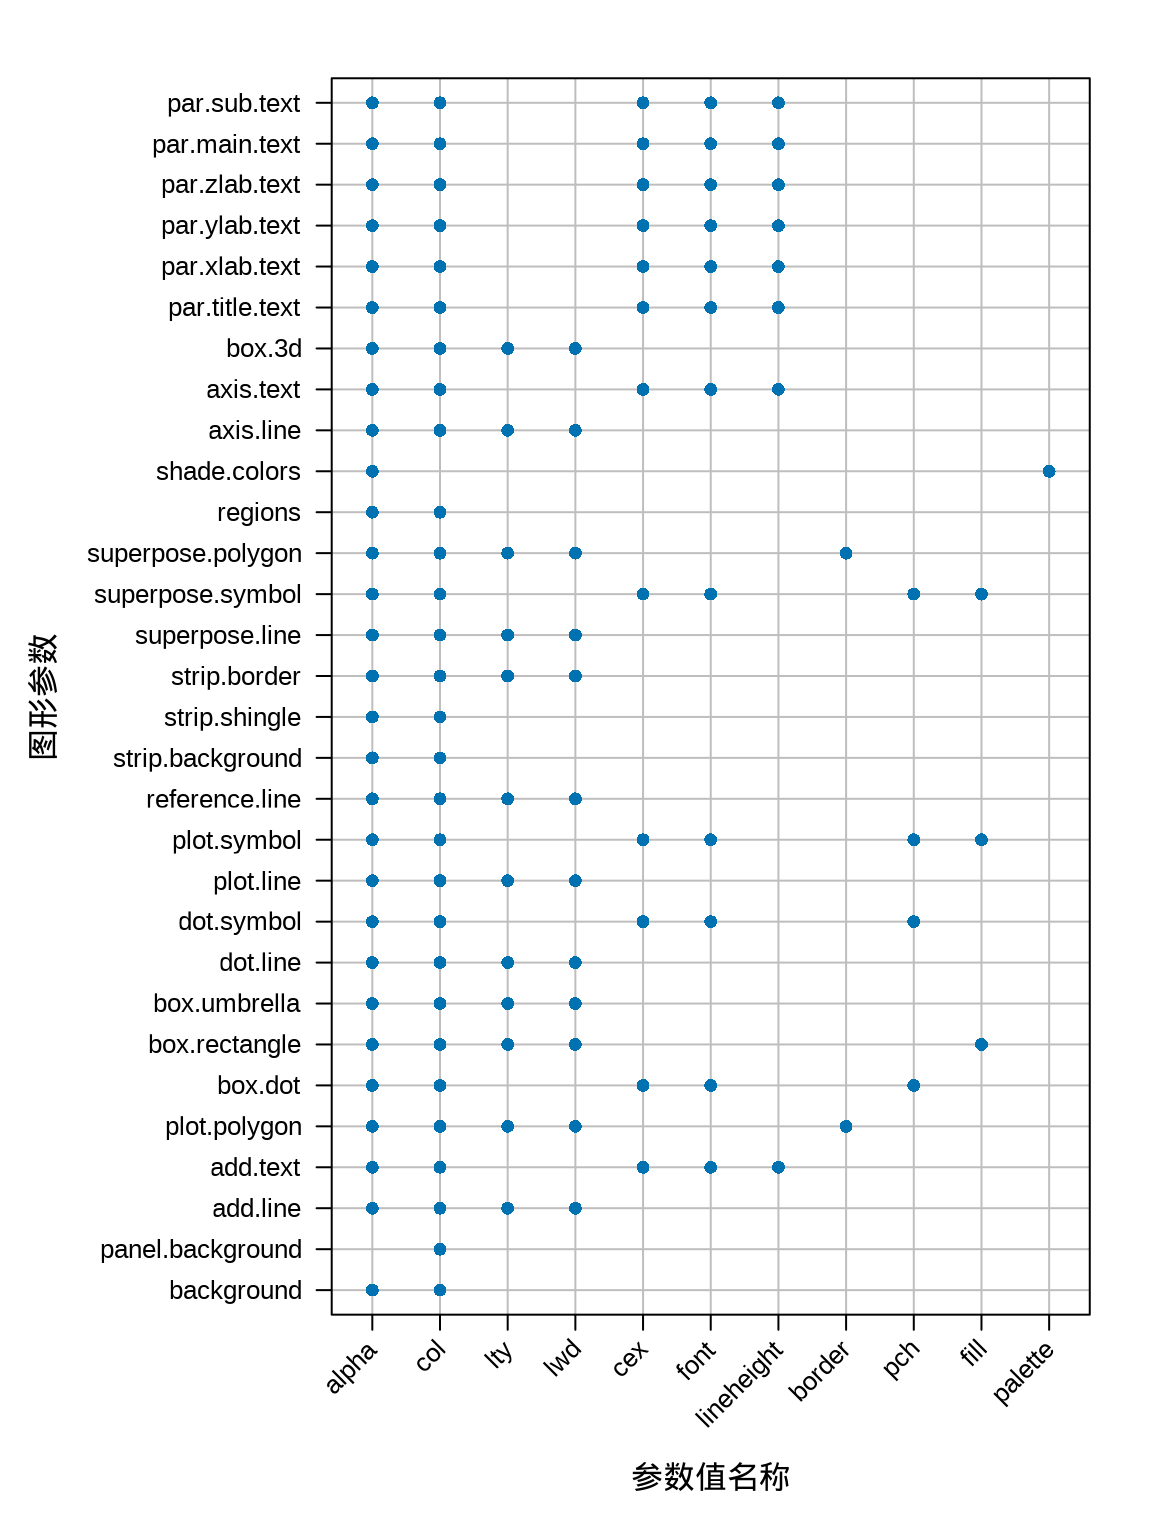 par.sub.text
par.main.text
par.zlab.text
par.ylab.text
par.xlab.text
par.title.text
box.3d
axis.text
axis.line
shade.colors
regions
superpose.polygon
superpose.symbol
superpose.line
strip.border
strip.shingle
strip.background
reference.line
plot.symbol
plot.line
dot.symbol
dot.line
box.umbrella
box.rectangle
box.dot
plot.polygon
add.text
add.line
panel.background
background
图形参数
alpha
col
lty
lwd
cex
font
lineheight
border
pch
fill
palette
参数值名称